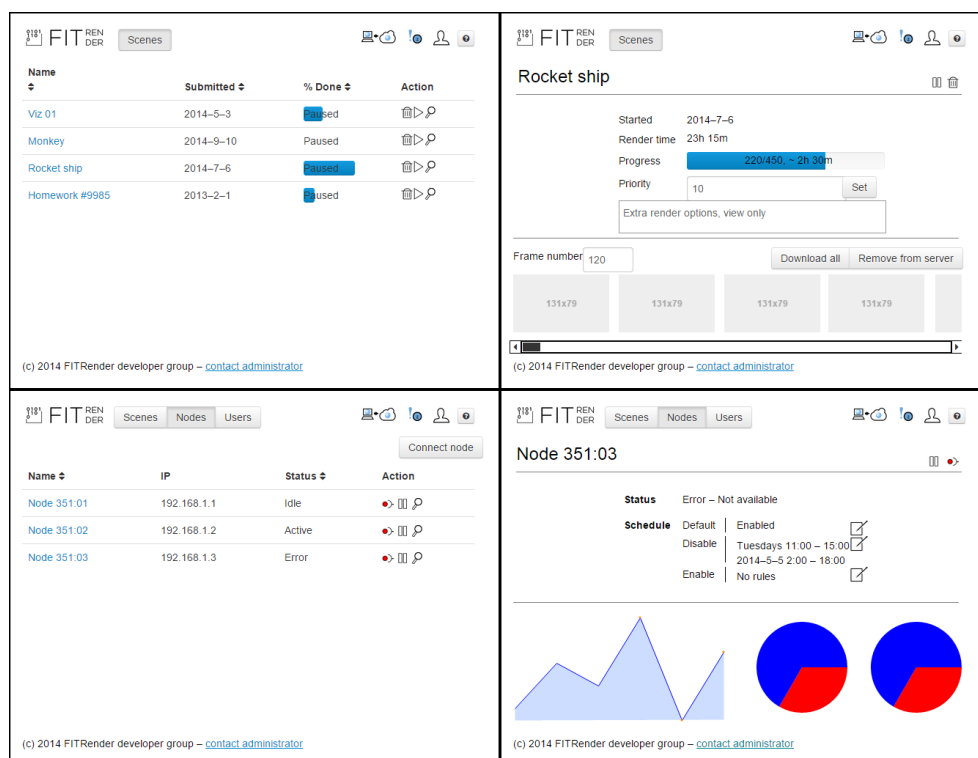 FIT REN DER Scenes
Name
Submitted % Done Action
Viz 01 2014–5–3 Paused
Monkey 2014–9–10 Paused
Rocket ship 2014–7–6 Paused
Homework #9985 2013–2–1 Paused
(c) 2014 FITRender developer group – contact administrator
FIT REN DER Scenes
Rocket ship
Started 2014–7–6
Render time 23h 15m
Progress 220/450, ~ 2h 30m
Priority 10 Set
Extra render options, view only
Frame number 120 Download all Remove from server
131x79 131x79 131x79 131x79
(c) 2014 FITRender developer group – contact administrator
FIT REN DER Scenes Nodes Users
Connect node
Name IP Status Action
Node 351:01 192.168.1.1 Idle
Node 351:02 192.168.1.2 Active
Node 351:03 192.168.1.3 Error
(c) 2014 FITRender developer group – contact administrator
FIT REN DER Scenes Nodes Users
Node 351:03
Status Error – Not available
Schedule Default Enabled
Disable Tuesdays 11:00 – 15:00
2014–5–5 2:00 – 18:00
Enable No rules
(c) 2014 FITRender developer group – contact administrator